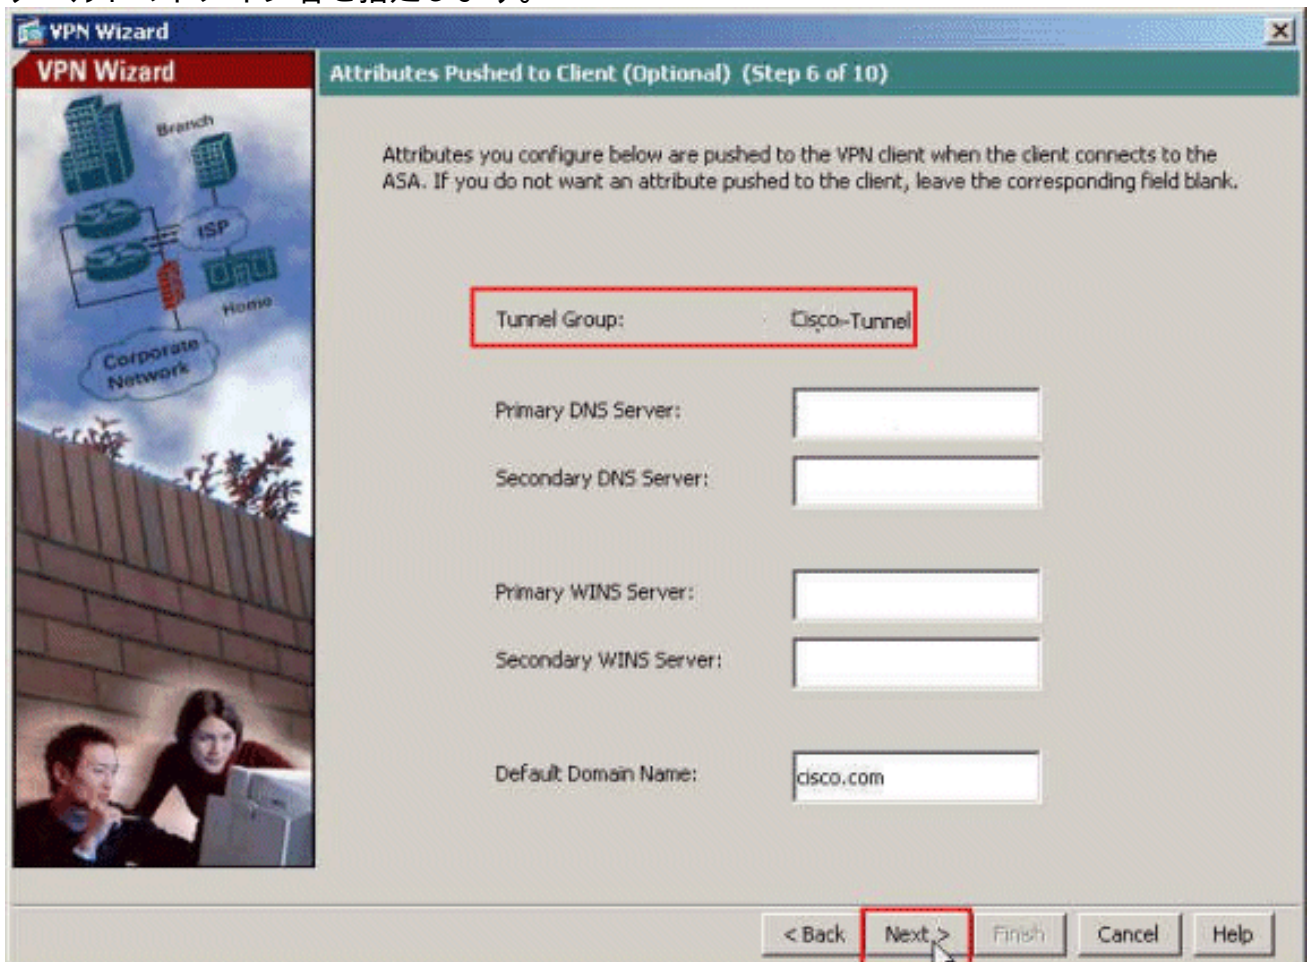 VPN Wizard
VPN Wizard
Attributes Pushed to Client (Optional) (Step 6 of 10)
Branch
ISP
Home
Corporate
Network
Attributes you configure below are pushed to the VPN client when the client connects to the
ASA. If you do not want an attribute pushed to the client, leave the corresponding field blank.
Tunnel Group: Cisco-Tunnel
Primary DNS Server:
Secondary DNS Server:
Primary WINS Server:
Secondary WINS Server:
Default Domain Name: cisco.com
< Back Next > Finish Cancel Help